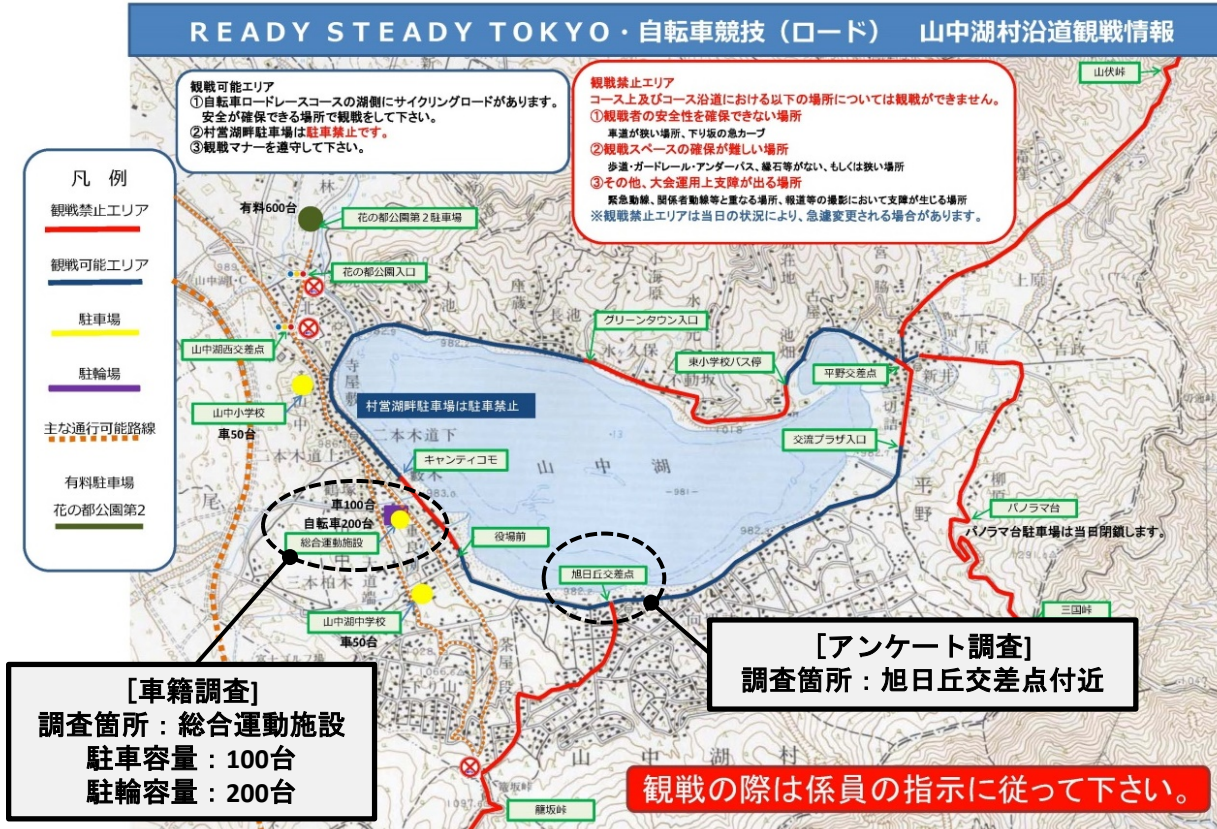 READY STEADY TOKYO・自転車競技（ロード）　山中湖村沿道観戦情報
観戦可能エリア
①自転車ロードレースコースの湖側にサイクリングロードがあります。
安全が確保できる場所で観戦をして下さい。
②村営湖畔駐車場は駐車禁止です。
③観戦マナーを遵守して下さい。
観戦禁止エリア
コース上及びコース沿道における以下の場所については観戦ができません。
①観戦者の安全性を確保できない場所
車道が狭い場所、下り坂の急カーブ
②観戦スペースの確保が難しい場所
歩道・ガードレール・アンダーパス、縁石等がない、もしくは狭い場所
③その他、大会運用上支障が出る場所
緊急動線、関係者動線等と重なる場所、報道等の撮影において支障が生じる場所
※観戦禁止エリアは当日の状況により、急遽変更される場合があります。
山伏峠
凡 例
観戦禁止エリア
観戦可能エリア
駐車場
駐輪場
主な通行可能路線
有料駐車場
花の都公園第2
有料600台
花の都公園第２駐車場
花の都公園入口
山中湖西交差点
山中小学校
車50台
グリーンタウン入口
東小学校バス停
平野交差点
村営湖畔駐車場は駐車禁止
交流プラザ入口
キャンティコモ
山 中 湖
平野
車100台
自転車200台
総合運動施設
役場前
旭日丘交差点
パノラマ台
パノラマ台駐車場は当日閉鎖します。
三国峠
山中湖中学校
車50台
[アンケート調査]
調査箇所：旭日丘交差点付近
[車籍調査]
調査箇所：総合運動施設
駐車容量：100台
駐輪容量：200台
山 中 湖 村
籠坂峠
籠坂峠
観戦の際は係員の指示に従って下さい。